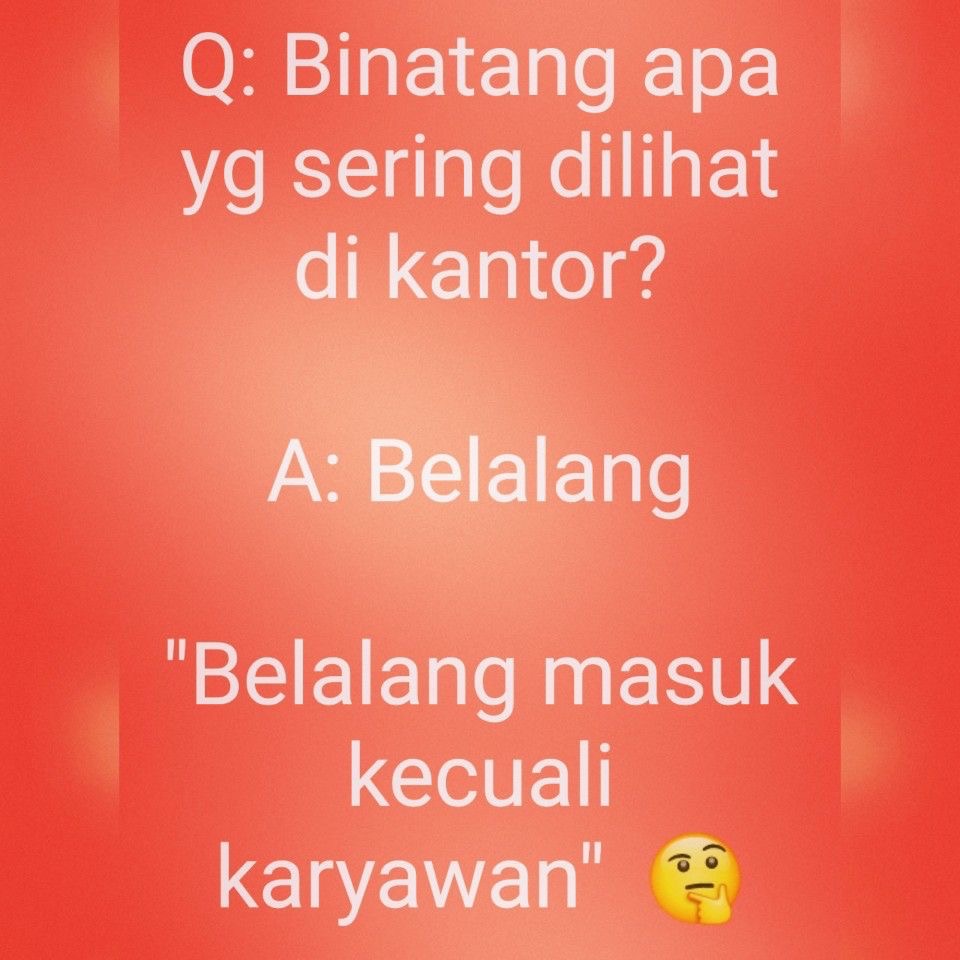 Q: Binatang apa
yg sering dilihat
di kantor?
A: Belalang
"Belalang masuk
kecuali
karyawan" 🤔